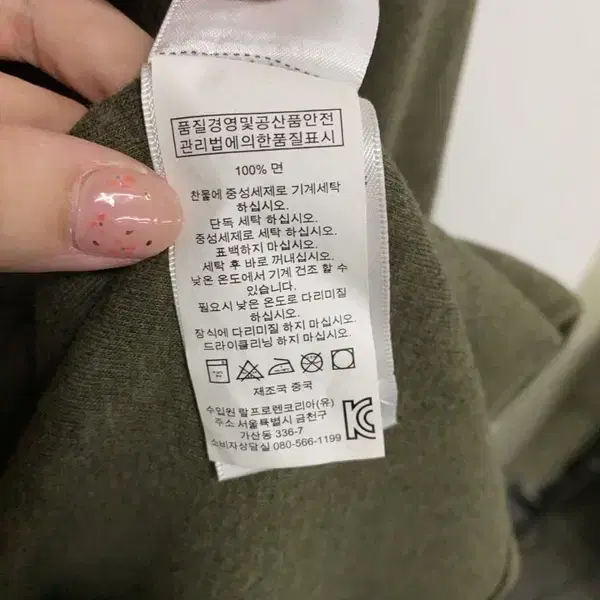 품질경영및공산품안전
관리법에의한품질표시
100% 면
찬물에 중성세제로 기계세탁
하십시오.
단독 세탁 하십시오.
중성세제로 세탁 하십시오.
표백하지 마십시오.
세탁 후 바로 꺼내십시오.
낮은 온도에서 기계 건조 할 수
있습니다.
필요시 낮은 온도로 다리미질
하십시오.
장식에 다리미질 하지 마십시오.
드라이클리닝 하지 마십시오.
제조국 중국
수입원 랄프로렌코리아(유)
주소 서울특별시 금천구
가산동 336-7
소비자상담실 080-566-1199